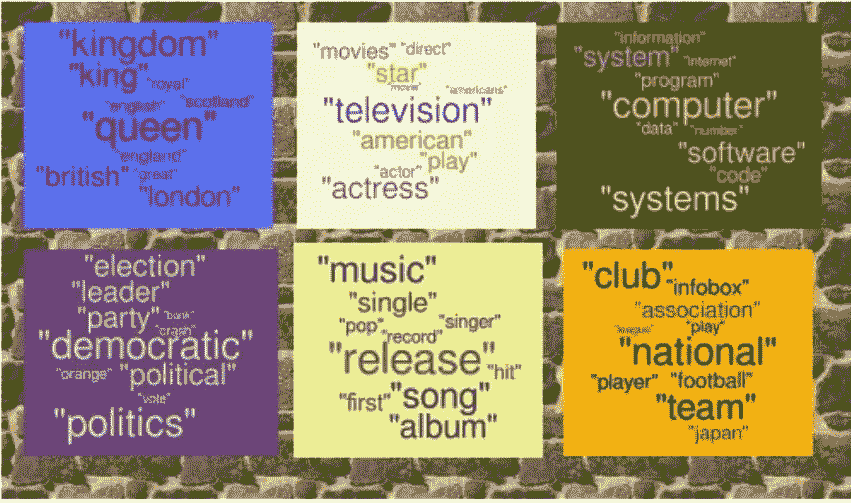 "kingdom"
"king" "royal"
"english" "scotland"
"queen"
"england"
"british" "great"
"london"
"movies" "direct"
"star"
"movie" "americans"
"television"
"american"
"play"
"actor"
"actress"
"information"
"system" "internet"
"program"
"computer"
"data" "number"
"software"
"code"
"systems"
"election"
"leader"
"party" "bank"
"crash"
"democratic"
"orange" "political"
"vote"
"politics"
"music"
"single"
"pop" "singer"
"record"
"release"
"hit"
"first" "song"
"album"
"club"
"infobox"
"association"
"league" "play"
"national"
"player" "football"
"team"
"japan"